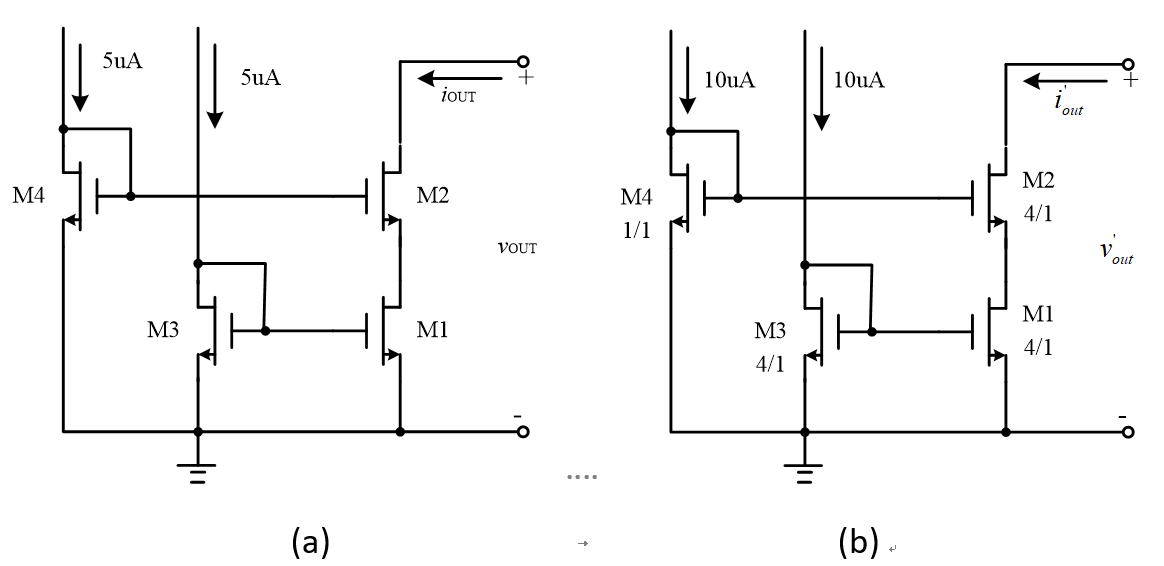 5uA
5uA
+
iOUT
M4
M2
vOUT
M3
M1
-
(a)
10uA
10uA
+
i'out
M4
1/1
M2
4/1
v'out
M3
4/1
M1
4/1
-
(b)